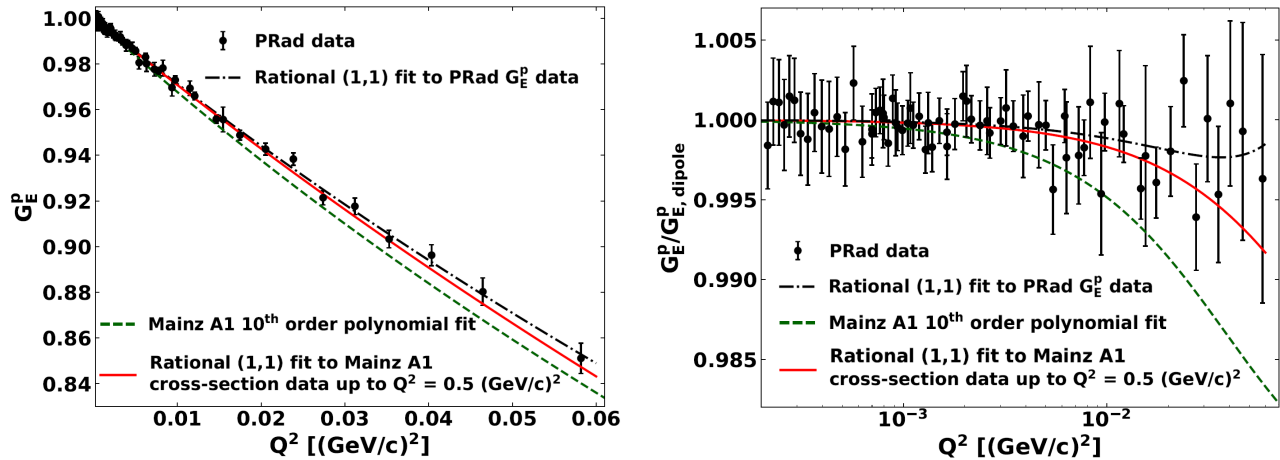 1.00
0.98
0.96
0.94
0.92
0.90
0.88
0.86
0.84
G_E^p
PRad data
Rational (1,1) fit to PRad G_E^p data
Mainz A1 10^th order polynomial fit
Rational (1,1) fit to Mainz A1
cross-section data up to Q² = 0.5 (GeV/c)²
0.01 0.02 0.03 0.04 0.05 0.06
Q² [(GeV/c)²]
1.005
1.000
0.995
0.990
0.985
G_E^p/G_E, dipole^p
PRad data
Rational (1,1) fit to PRad G_E^p data
Mainz A1 10^th order polynomial fit
Rational (1,1) fit to Mainz A1
cross-section data up to Q² = 0.5 (GeV/c)²
10⁻³ 10⁻²
Q² [(GeV/c)²]